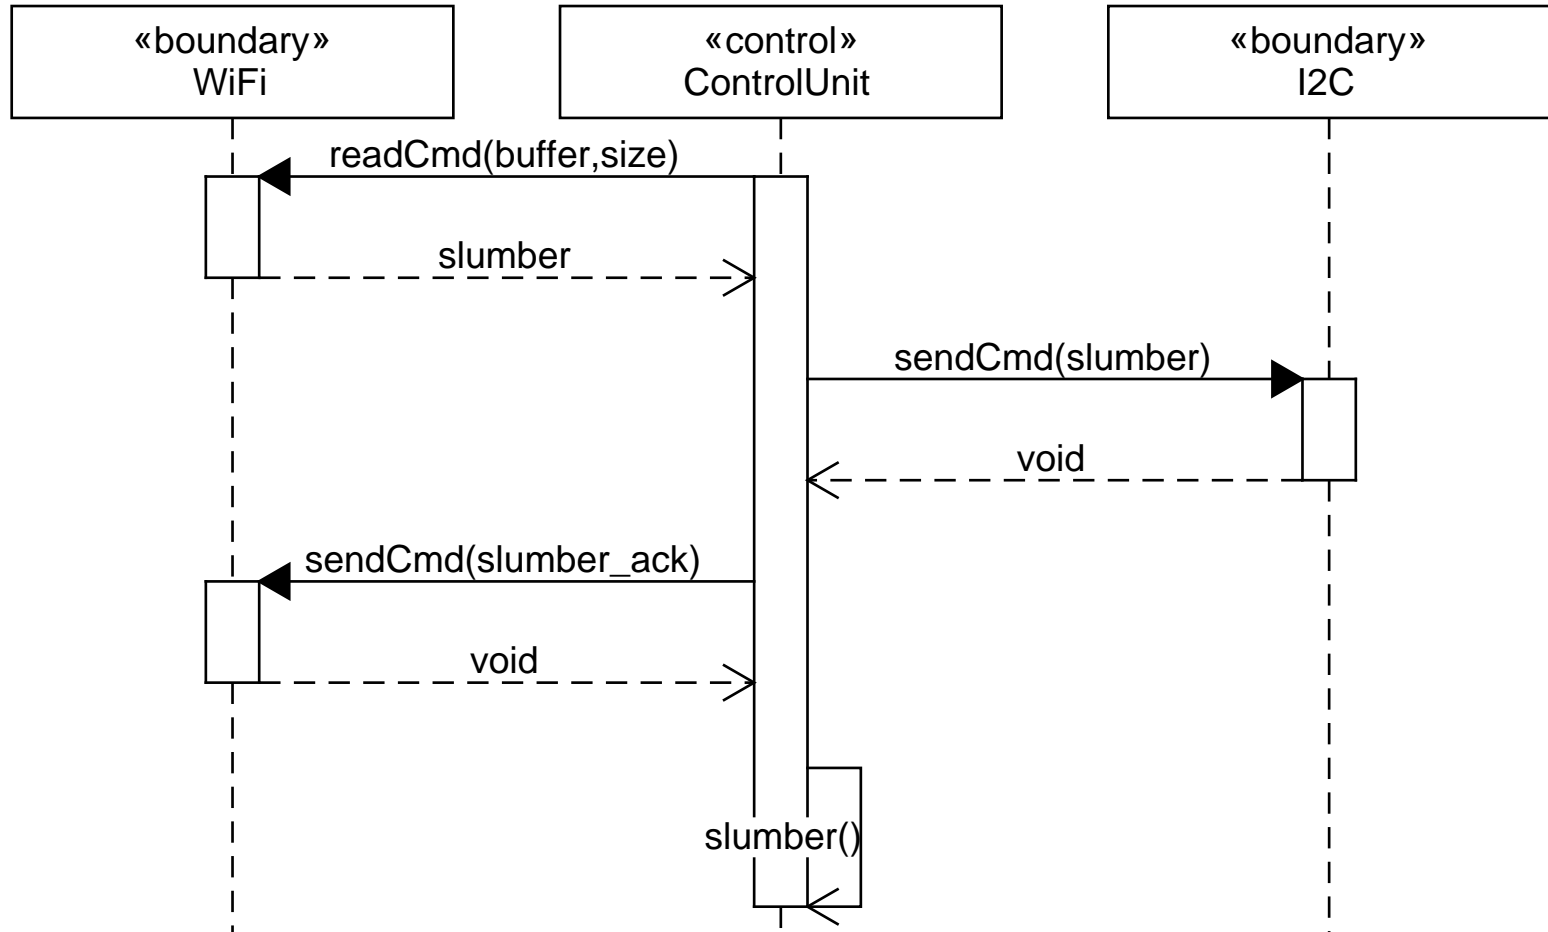 «boundary»
WiFi
«control»
ControlUnit
«boundary»
I2C
readCmd(buffer,size)
slumber
sendCmd(slumber)
void
sendCmd(slumber_ack)
void
slumber()